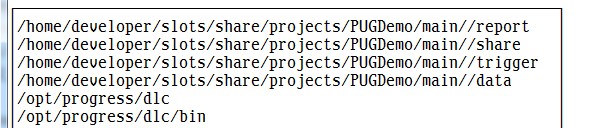 /home/developer/slots/share/projects/PUGDemo/main//report
/home/developer/slots/share/projects/PUGDemo/main//share
/home/developer/slots/share/projects/PUGDemo/main//trigger
/home/developer/slots/share/projects/PUGDemo/main//data
/opt/progress/dlc
/opt/progress/dlc/bin